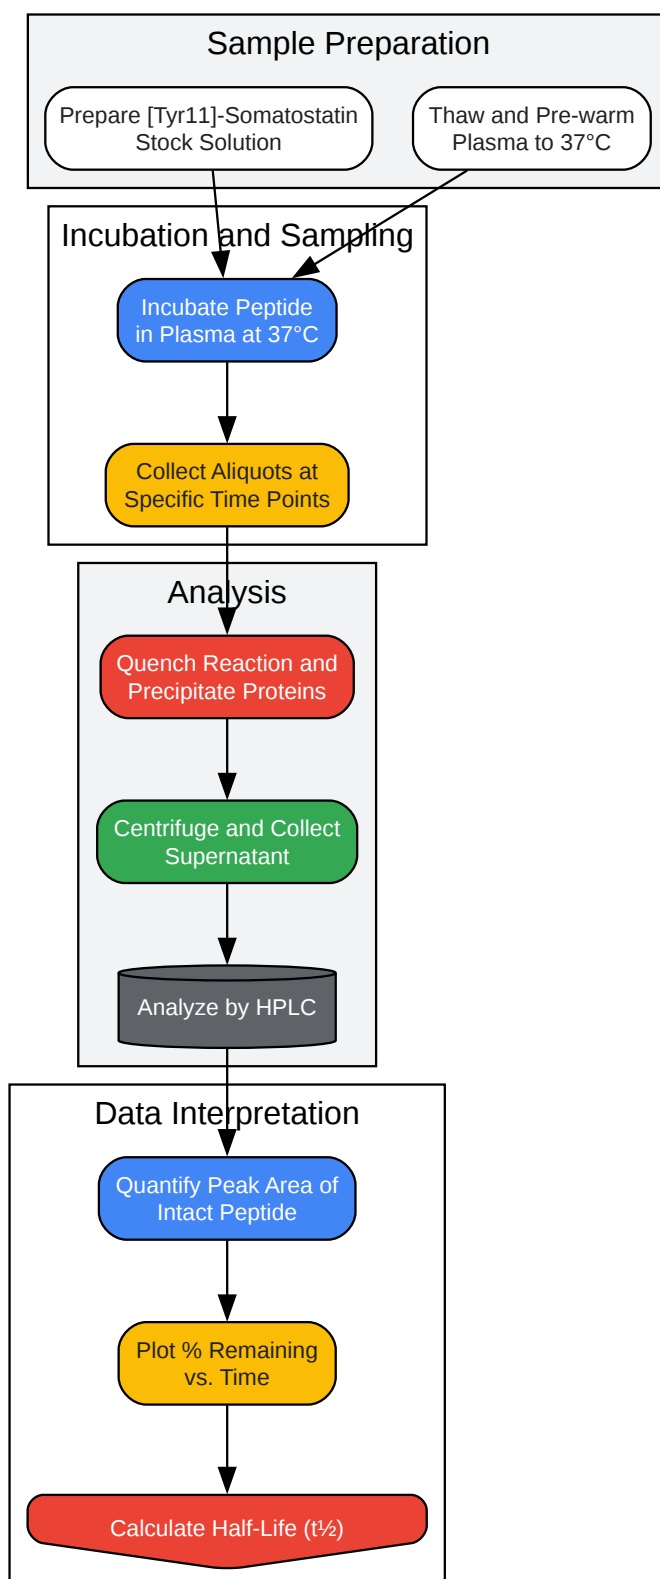 Sample Preparation
Prepare [Tyr11]-Somatostatin
Stock Solution
Thaw and Pre-warm
Plasma to 37°C
Incubation and Sampling
Incubate Peptide
in Plasma at 37°C
Collect Aliquots at
Specific Time Points
Analysis
Quench Reaction and
Precipitate Proteins
Centrifuge and Collect
Supernatant
Analyze by HPLC
Data Interpretation
Quantify Peak Area of
Intact Peptide
Plot % Remaining
vs. Time
Calculate Half-Life (t½)